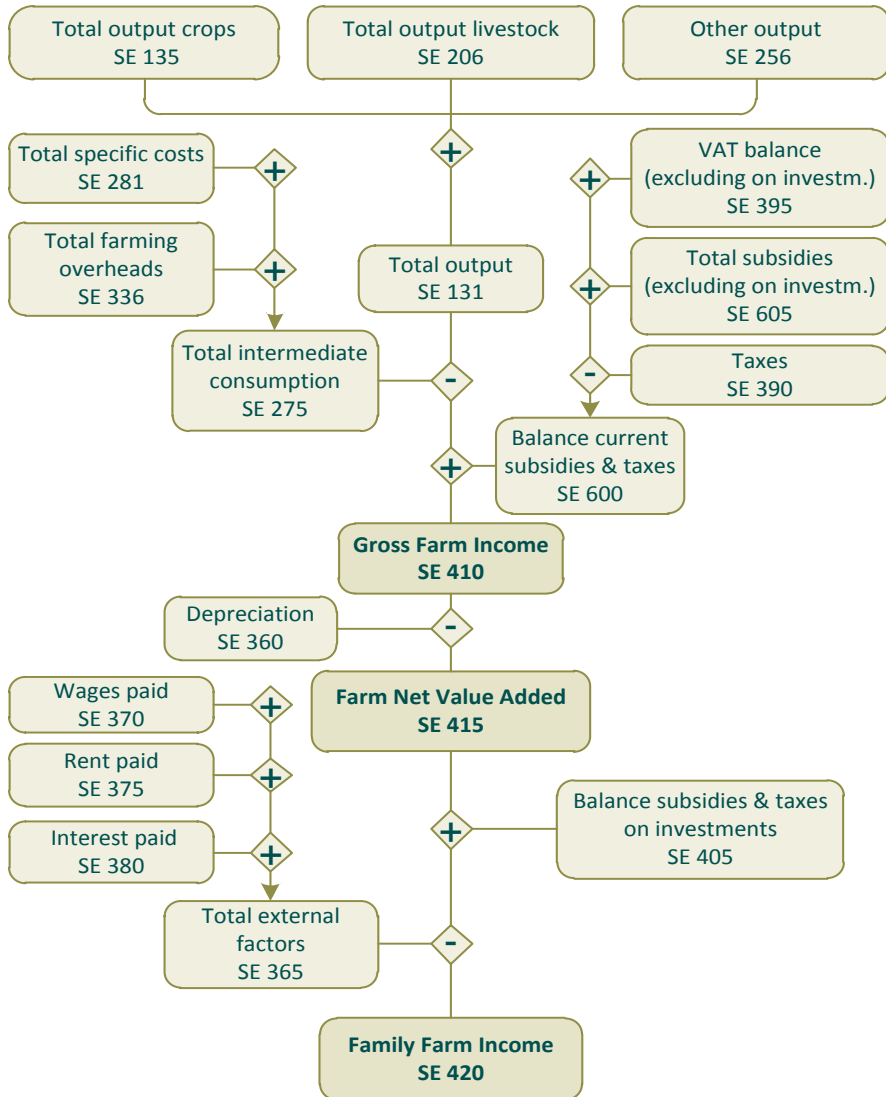 Total output crops
SE 135
Total output livestock
SE 206
Other output
SE 256
+
Total specific costs
SE 281
+
VAT balance
(excluding on investm.)
SE 395
+
Total farming
overheads
SE 336
+
Total output
SE 131
Total subsidies
(excluding on investm.)
SE 605
+
Total intermediate
consumption
SE 275
-
Taxes
SE 390
-
Balance current
subsidies & taxes
SE 600
+
Gross Farm Income
SE 410
Depreciation
SE 360
-
Farm Net Value Added
SE 415
Wages paid
SE 370
+
Rent paid
SE 375
+
Interest paid
SE 380
+
Balance subsidies & taxes
on investments
SE 405
+
Total external
factors
SE 365
-
Family Farm Income
SE 420